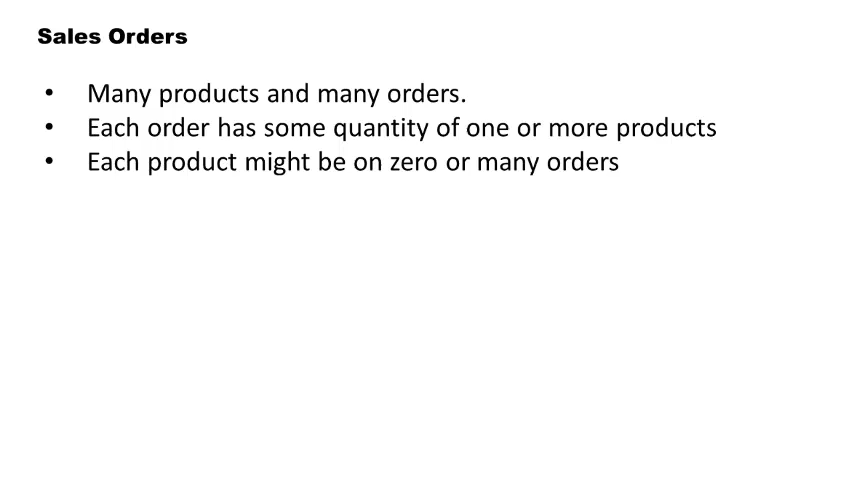 Sales Orders
• Many products and many orders.
• Each order has some quantity of one or more products
• Each product might be on zero or many orders